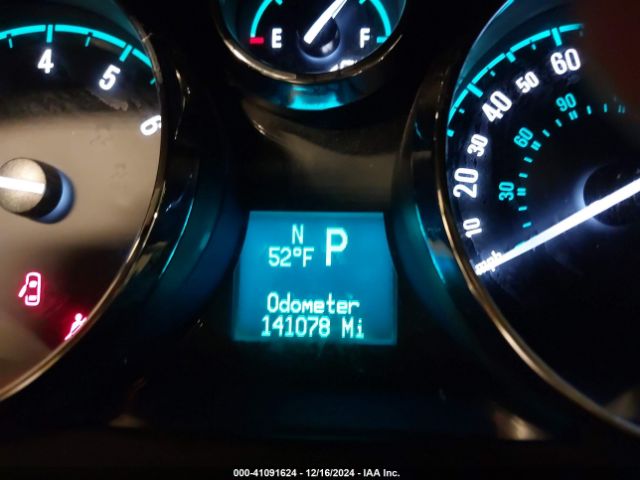 E F
4 5 6
10 20 30 40 50 60
30 60 90
mph
N
52°F P
Odometer
141078 Mi
000-41091624 - 12/16/2024 - IAA Inc.